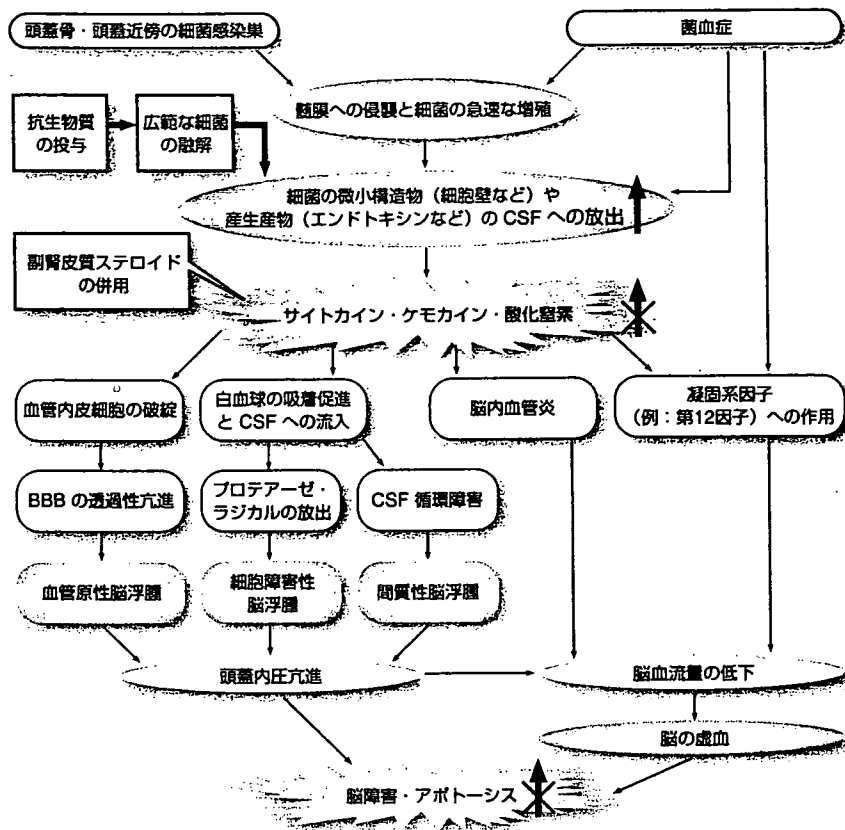 頭蓋骨・頭蓋近傍の細菌感染巣
菌血症
髄膜への侵襲と細菌の急速な増殖
抗生物質
の投与
広範な細菌
の融解
細菌の微小構造物（細胞壁など）や
産生産物（エンドトキシンなど）の CSF への放出
副腎皮質ステロイド
の併用
サイトカイン・ケモカイン・酸化窒素
血管内皮細胞の破綻
白血球の吸着促進
と CSF への流入
脳内血管炎
凝固系因子
（例：第12因子）への作用
BBB の透過性亢進
プロテアーゼ・
ラジカルの放出
CSF 循環障害
血管原性脳浮腫
細胞障害性
脳浮腫
間質性脳浮腫
頭蓋内圧亢進
脳血流量の低下
脳の虚血
脳障害・アポトーシス